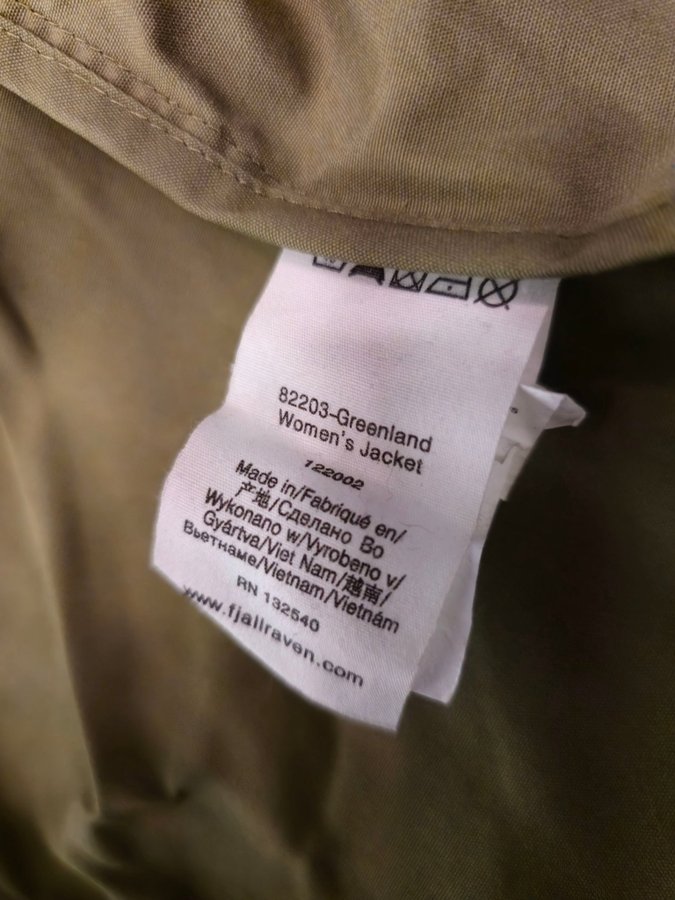 82203-Greenland
Women's Jacket
122002
Made in/Fabriqué en/
产地/Сделано Во
Wykonano w/Vyrobeno v/
Gyártva/Viet Nam/越南/
Вьетнаме/Vietnam/Vietnám
RN 132540
www.fjallraven.com